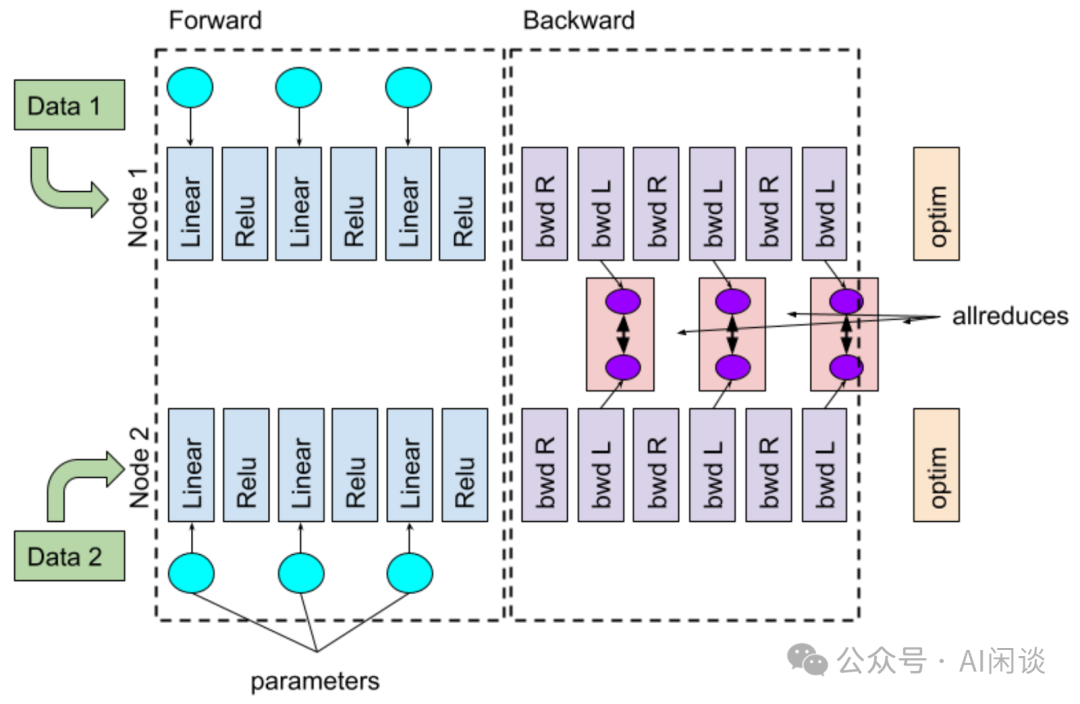 Forward
Backward
Data 1
Node 1
Linear
Relu
Linear
Relu
Linear
Relu
bwd R
bwd L
bwd R
bwd L
bwd R
bwd L
optim
allreduces
Node 2
Linear
Relu
Linear
Relu
Linear
Relu
bwd R
bwd L
bwd R
bwd L
bwd R
bwd L
optim
Data 2
parameters
公众号 · AI闲谈